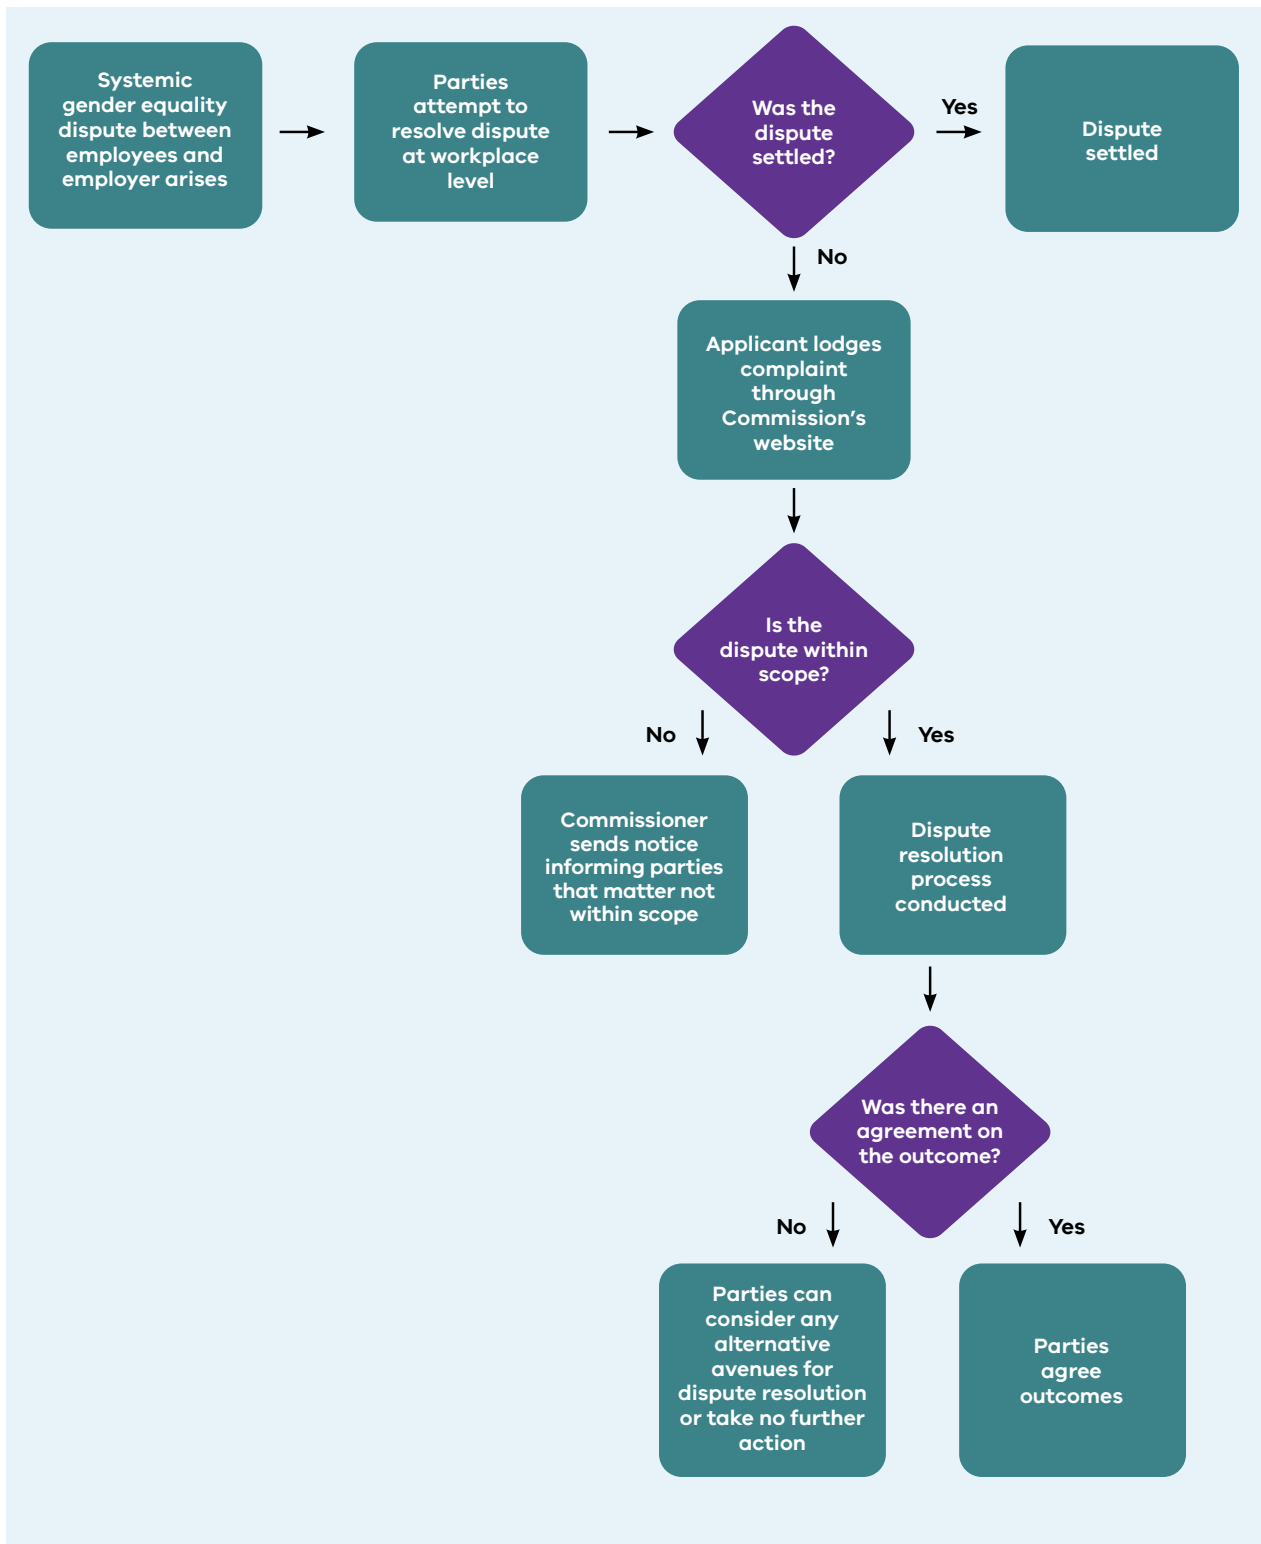 Systemic
gender equality
dispute between
employees and
employer arises
Parties
attempt to
resolve dispute
at workplace
level
Was the
dispute
settled?
Yes
Dispute
settled
No
Applicant lodges
complaint
through
Commission's
website
Is the
dispute within
scope?
No
Yes
Commissioner
sends notice
informing parties
that matter not
within scope
Dispute
resolution
process
conducted
Was there an
agreement on
the outcome?
No
Yes
Parties can
consider any
alternative
avenues for
dispute resolution
or take no further
action
Parties
agree
outcomes